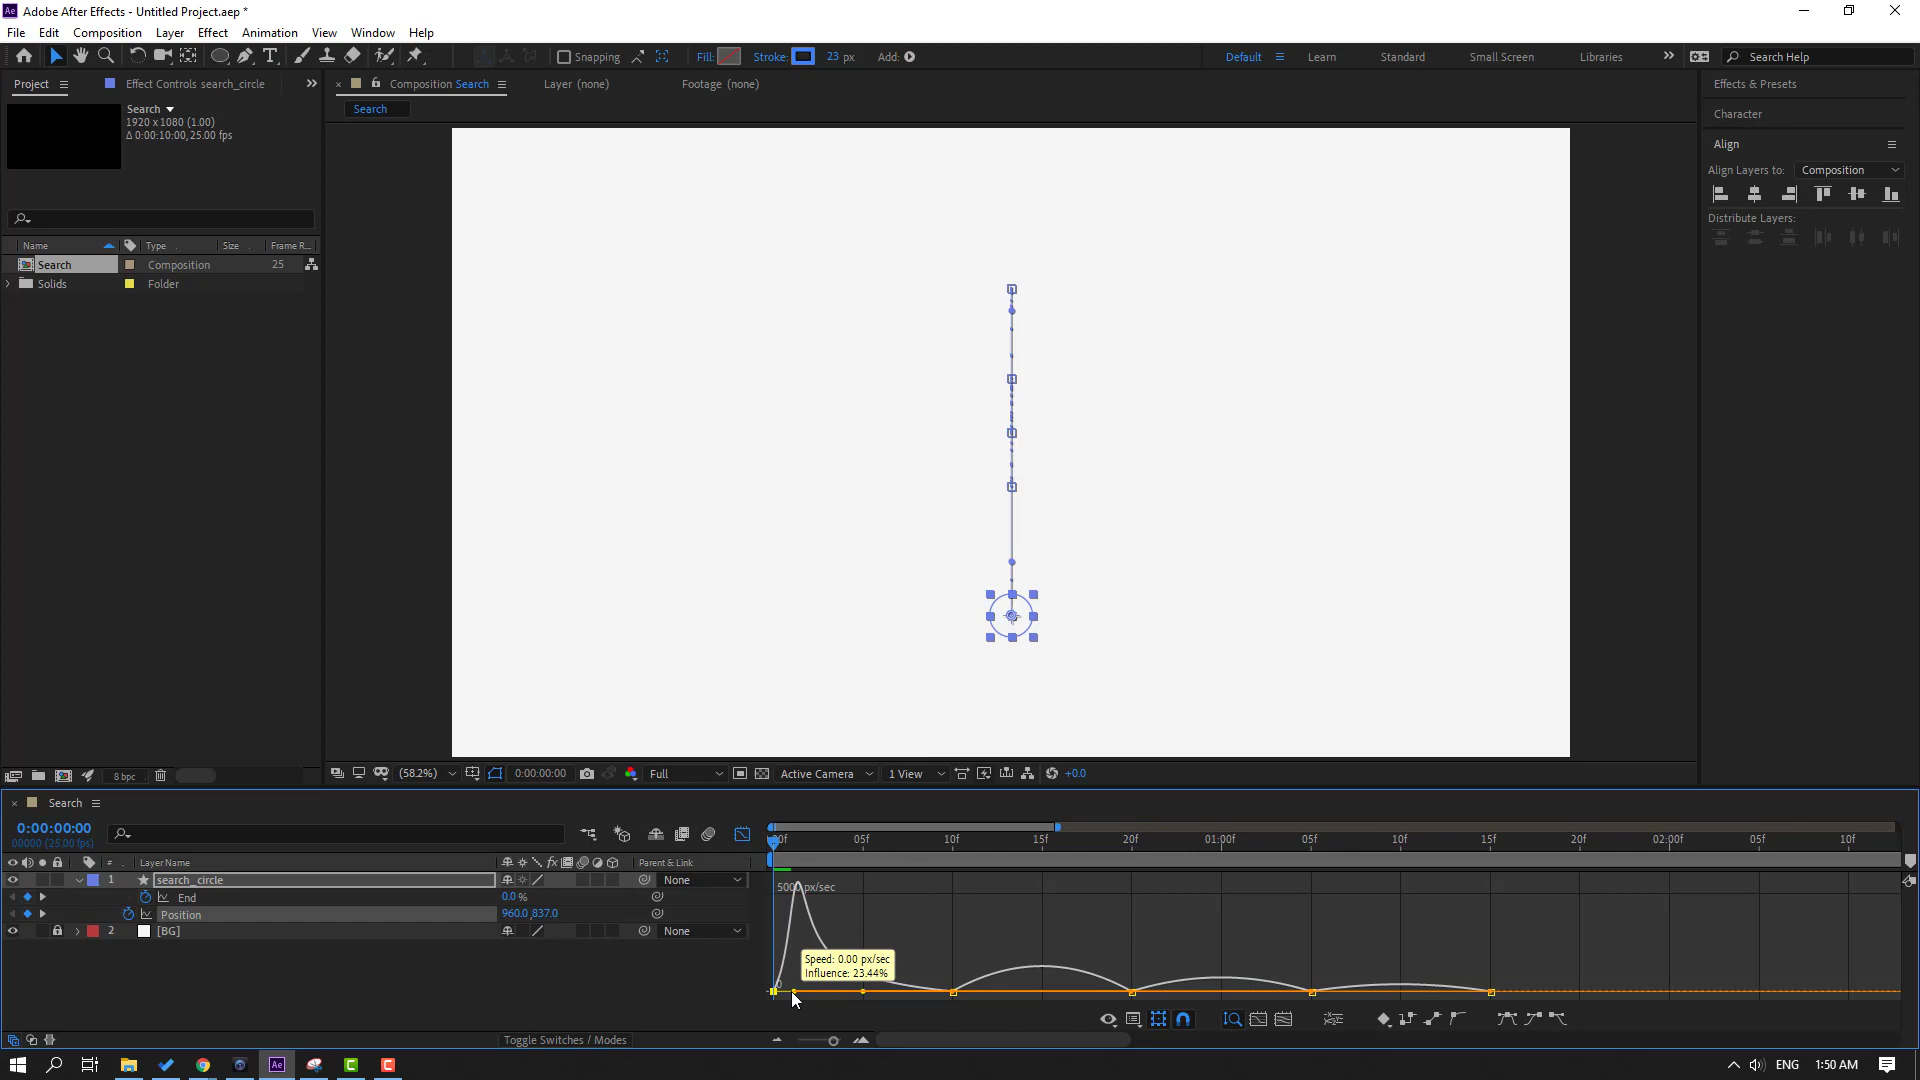 Adobe After Effects - Untitled Project.aep *
File Edit Composition Layer Effect Animation View Window Help
Snapping Fill: Stroke: 23 px Add: Default Learn Standard Small Screen Libraries Search Help
Project Effect Controls search_circle Composition Search Layer (none) Footage (none) Effects & Presets
Search
1920 x 1080 (1.00)
Δ 0:00:10:00, 25.00 fps
Search
Character
Align
Align Layers to: Composition
Distribute Layers:
Name Type Size Frame R...
Search Composition 25
Solids Folder
8 bpc (58.2%) 0:00:00:00 Full Active Camera 1 View +0.0
Search
0:00:00:00
00000 (25.00 fps)
:00f 05f 10f 15f 20f 01:00f 05f 10f 15f 20f 02:00f 05f 10f
# Layer Name fx Parent & Link
1 search_circle None
End 0.0 %
Position 960.0,837.0
2 [BG] None
5000 px/sec
Speed: 0.00 px/sec
Influence: 23.44%
0
Toggle Switches / Modes
Ae ENG 1:50 AM